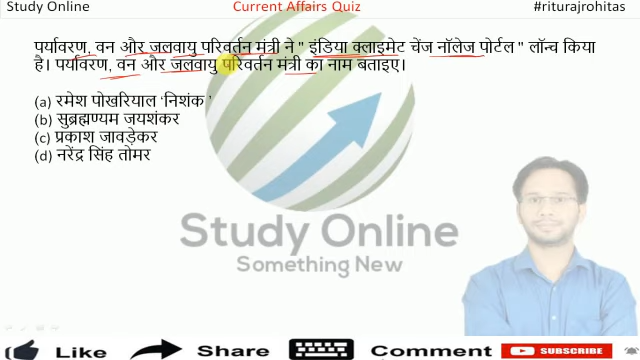 Study Online
Current Affairs Quiz
#riturajrohitas
पर्यावरण, वन और जलवायु परिवर्तन मंत्री ने " इंडिया क्लाइमेट चेंज नॉलेज पोर्टल " लॉन्च किया
है। पर्यावरण, वन और जलवायु परिवर्तन मंत्री का नाम बताइए।
(a) रमेश पोखरियाल 'निशंक '
(b) सुब्रह्मण्यम जयशंकर
(c) प्रकाश जावड़ेकर
(d) नरेंद्र सिंह तोमर
Study Online
Something New
Like
Share
Comment
SUBSCRIBE